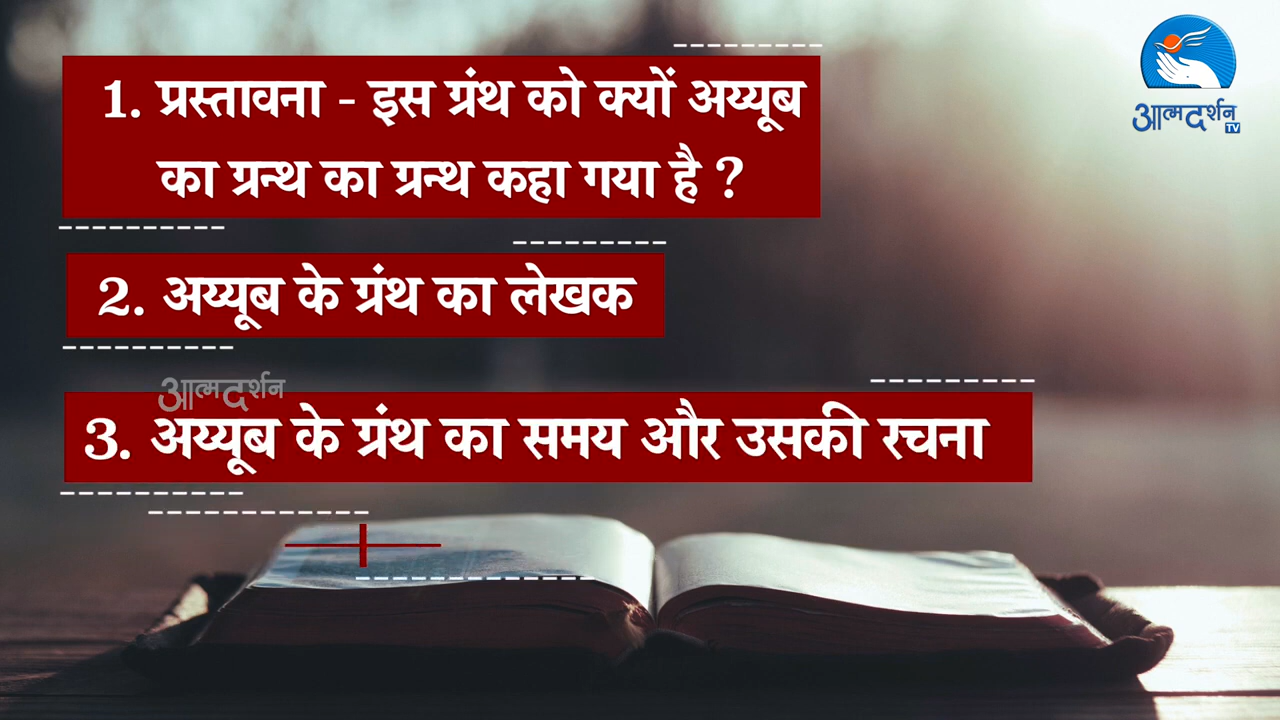 1. प्रस्तावना - इस ग्रंथ को क्यों अय्यूब
का ग्रन्थ का ग्रन्थ कहा गया है ?
2. अय्यूब के ग्रंथ का लेखक
3. अय्यूब के ग्रंथ का समय और उसकी रचना
आत्मदर्शन
TV
आत्मदर्शन